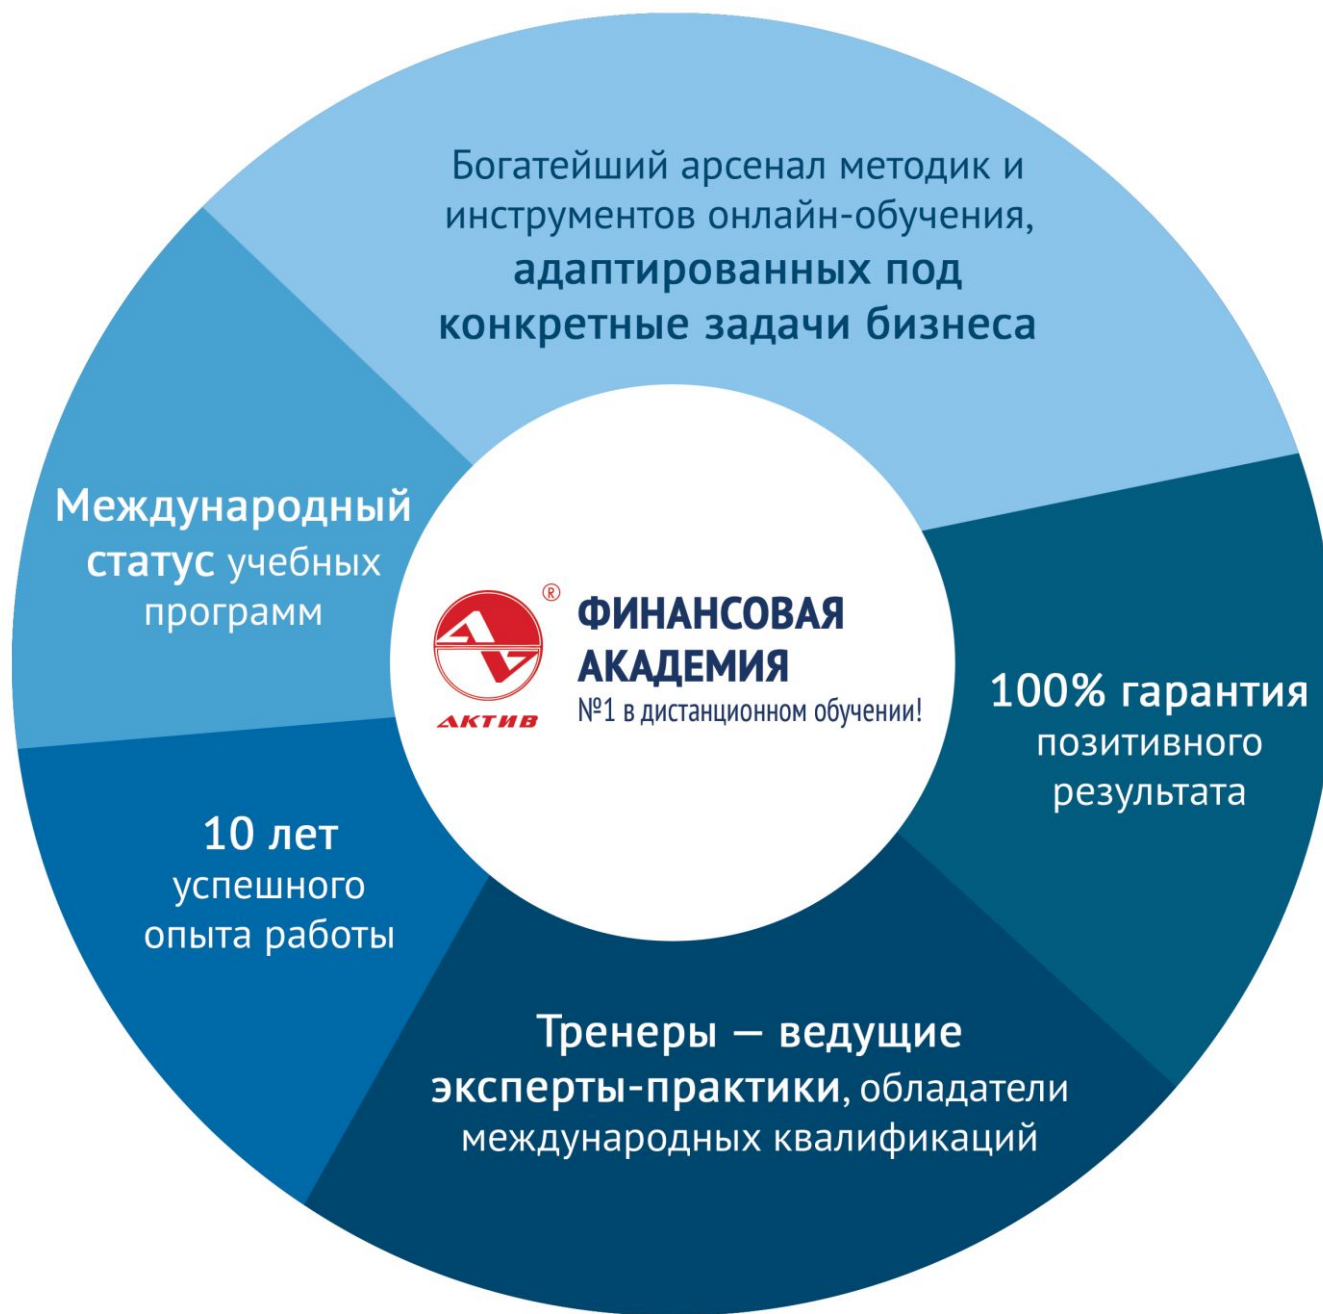 Богатейший арсенал методик и
инструментов онлайн-обучения,
адаптированных под
конкретные задачи бизнеса
Международный
статус учебных
программ
®
АКТИВ
ФИНАНСОВАЯ
АКАДЕМИЯ
№1 в дистанционном обучении!
100% гарантия
позитивного
результата
10 лет
успешного
опыта работы
Тренеры — ведущие
эксперты-практики, обладатели
международных квалификаций